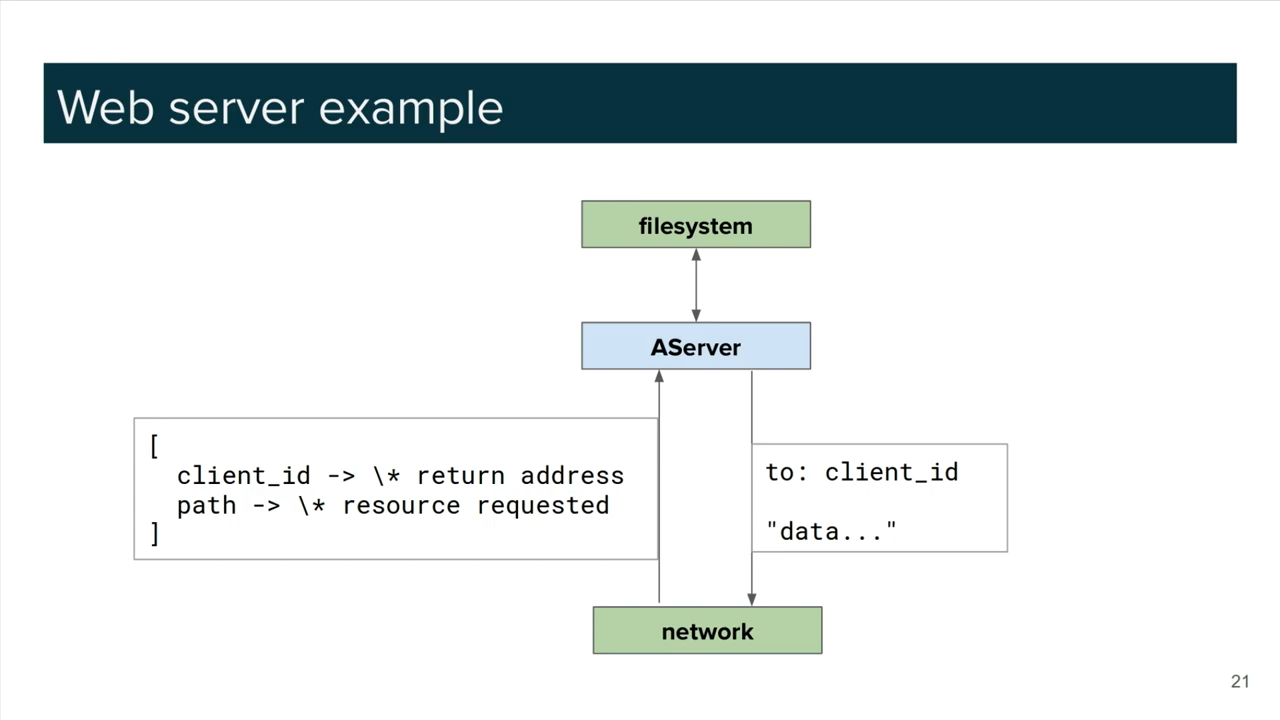 Web server example
filesystem
AServer
[
client_id -> \* return address
path -> \* resource requested
]
to: client_id
"data..."
network
21